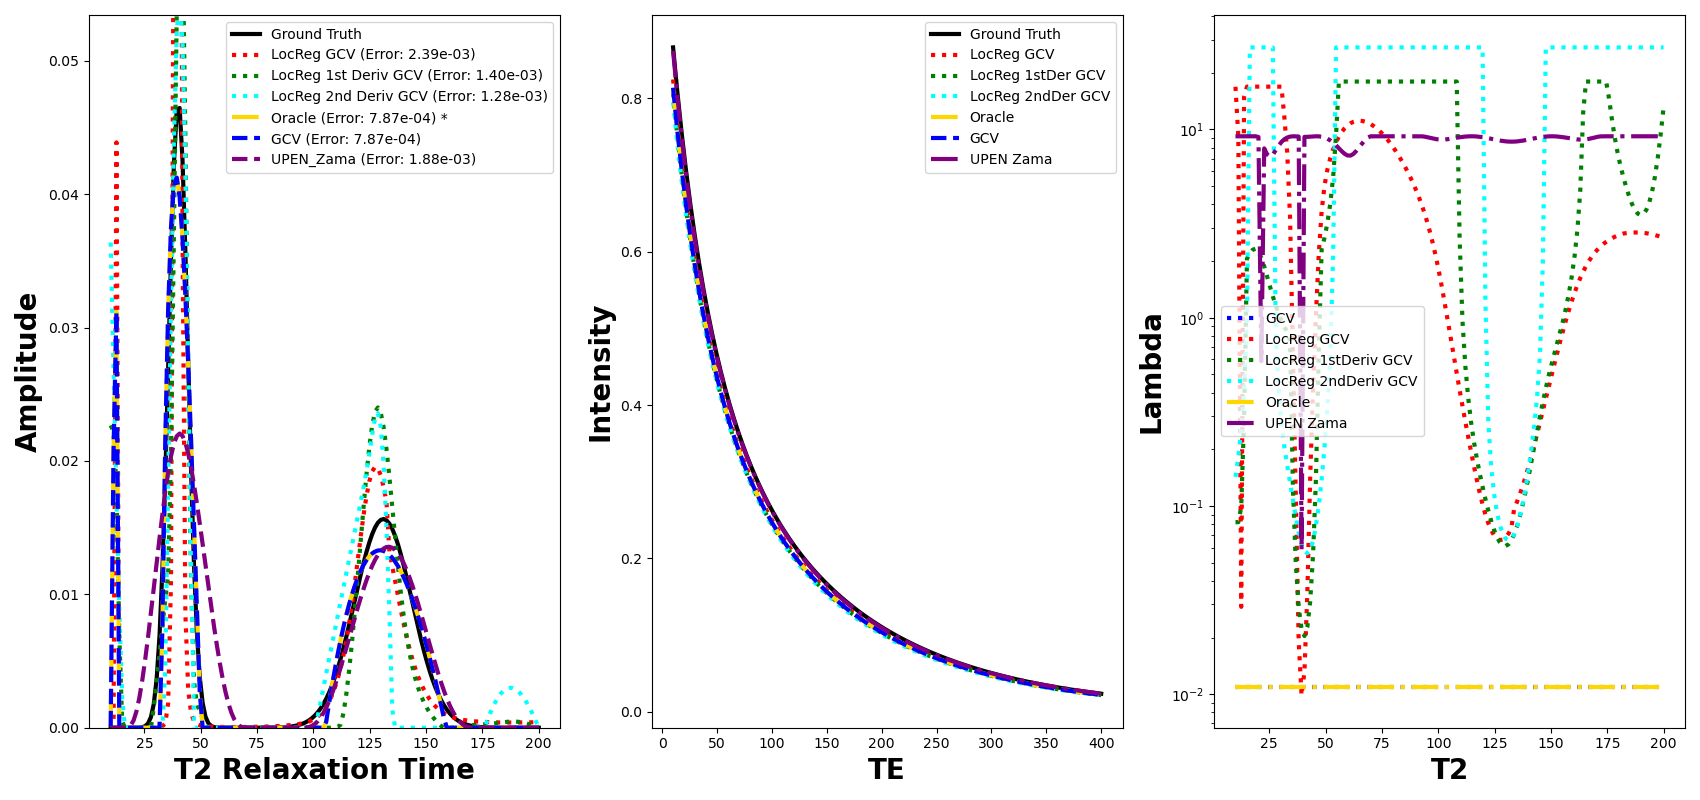 Amplitude
0.05
0.04
0.03
0.02
0.01
0.00
25
50
75
100
125
150
175
200
T2 Relaxation Time
Ground Truth
LocReg GCV (Error: 2.39e-03)
LocReg 1st Deriv GCV (Error: 1.40e-03)
LocReg 2nd Deriv GCV (Error: 1.28e-03)
Oracle (Error: 7.87e-04) *
GCV (Error: 7.87e-04)
UPEN_Zama (Error: 1.88e-03)
Intensity
0.8
0.6
0.4
0.2
0.0
0
50
100
150
200
250
300
350
400
TE
Ground Truth
LocReg GCV
LocReg 1stDer GCV
LocReg 2ndDer GCV
Oracle
GCV
UPEN Zama
Lambda
10¹
10⁰
10⁻¹
10⁻²
25
50
75
100
125
150
175
200
T2
GCV
LocReg GCV
LocReg 1stDeriv GCV
LocReg 2ndDeriv GCV
Oracle
UPEN Zama